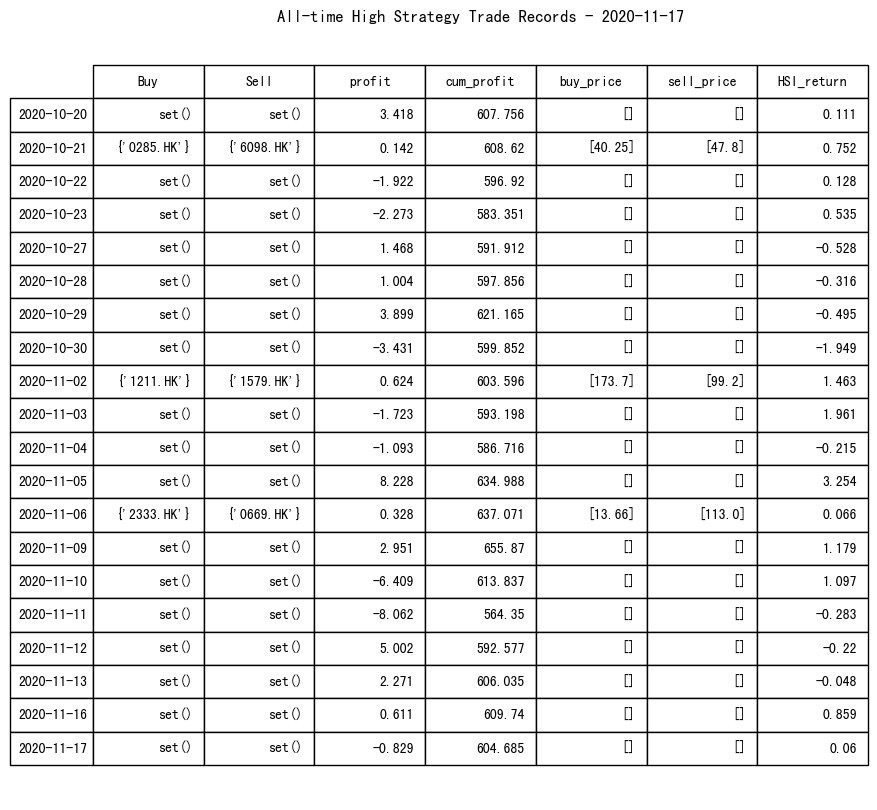 All-time High Strategy Trade Records - 2020-11-17
Buy Sell profit cum_profit buy_price sell_price HSI_return
2020-10-20 set() set() 3.418 607.756 [] [] 0.111
2020-10-21 {'0285.HK'} {'6098.HK'} 0.142 608.62 [40.25] [47.8] 0.752
2020-10-22 set() set() -1.922 596.92 [] [] 0.128
2020-10-23 set() set() -2.273 583.351 [] [] 0.535
2020-10-27 set() set() 1.468 591.912 [] [] -0.528
2020-10-28 set() set() 1.004 597.856 [] [] -0.316
2020-10-29 set() set() 3.899 621.165 [] [] -0.495
2020-10-30 set() set() -3.431 599.852 [] [] -1.949
2020-11-02 {'1211.HK'} {'1579.HK'} 0.624 603.596 [173.7] [99.2] 1.463
2020-11-03 set() set() -1.723 593.198 [] [] 1.961
2020-11-04 set() set() -1.093 586.716 [] [] -0.215
2020-11-05 set() set() 8.228 634.988 [] [] 3.254
2020-11-06 {'2333.HK'} {'0669.HK'} 0.328 637.071 [13.66] [113.0] 0.066
2020-11-09 set() set() 2.951 655.87 [] [] 1.179
2020-11-10 set() set() -6.409 613.837 [] [] 1.097
2020-11-11 set() set() -8.062 564.35 [] [] -0.283
2020-11-12 set() set() 5.002 592.577 [] [] -0.22
2020-11-13 set() set() 2.271 606.035 [] [] -0.048
2020-11-16 set() set() 0.611 609.74 [] [] 0.859
2020-11-17 set() set() -0.829 604.685 [] [] 0.06